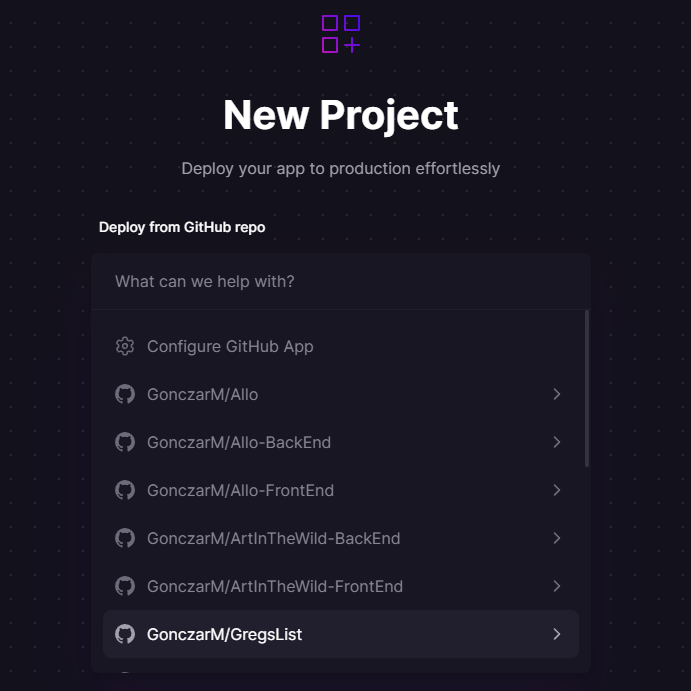 New Project
Deploy your app to production effortlessly
Deploy from GitHub repo
What can we help with?
Configure GitHub App
GonczarM/Allo
GonczarM/Allo-BackEnd
GonczarM/Allo-FrontEnd
GonczarM/ArtInTheWild-BackEnd
GonczarM/ArtInTheWild-FrontEnd
GonczarM/GregsList